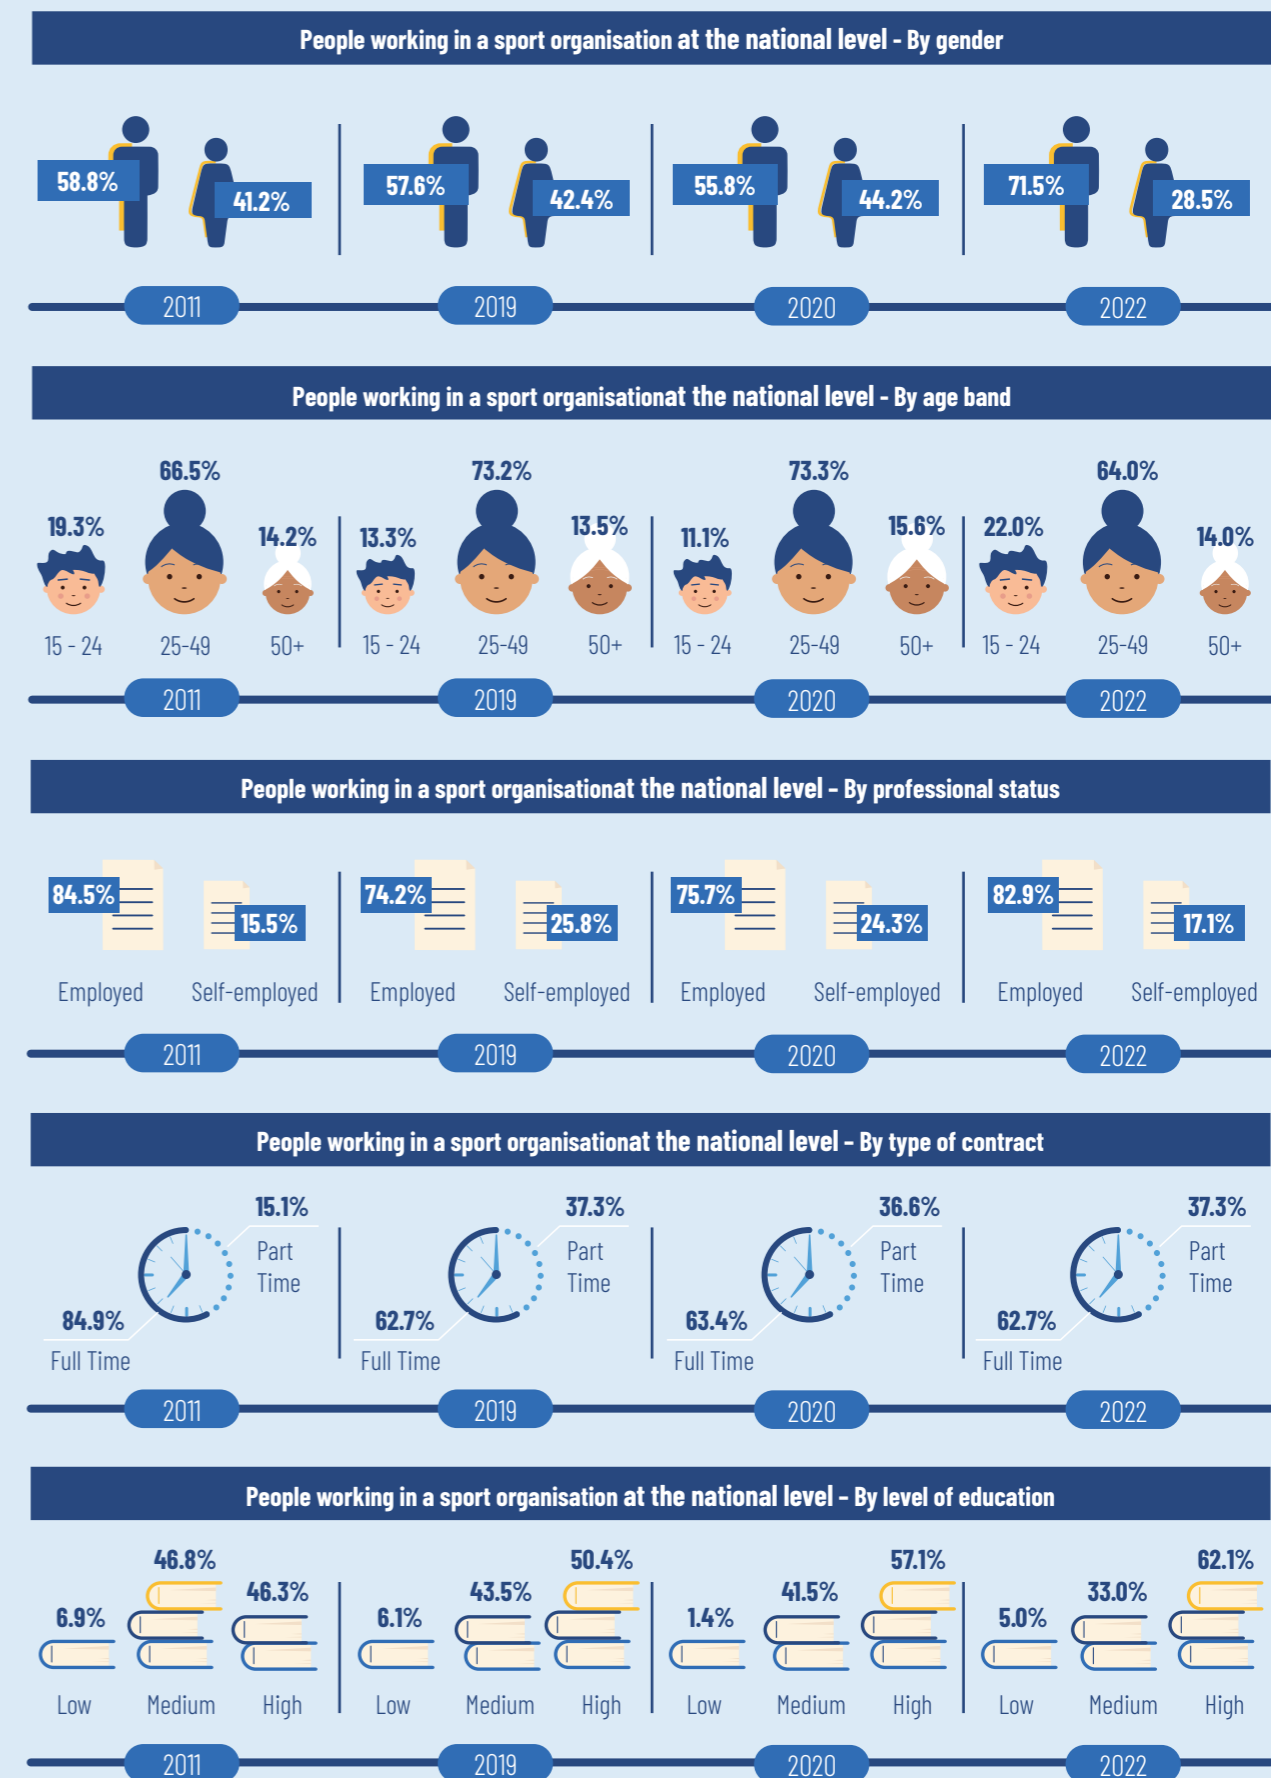 People working in a sport organisation at the national level - By gender
58.8%
41.2%
57.6%
42.4%
55.8%
44.2%
71.5%
28.5%
2011
2019
2020
2022
People working in a sport organisationat the national level - By age band
19.3%
66.5%
14.2%
13.3%
73.2%
13.5%
11.1%
73.3%
15.6%
22.0%
64.0%
14.0%
15 - 24
25-49
50+
15 - 24
25-49
50+
15 - 24
25-49
50+
15 - 24
25-49
50+
2011
2019
2020
2022
People working in a sport organisationat the national level – By professional status
84.5%
15.5%
74.2%
25.8%
75.7%
24.3%
82.9%
17.1%
Employed
Self-employed
Employed
Self-employed
Employed
Self-employed
Employed
Self-employed
2011
2019
2020
2022
People working in a sport organisationat the national level – By type of contract
15.1%
Part
Time
84.9%
Full Time
37.3%
Part
Time
62.7%
Full Time
36.6%
Part
Time
63.4%
Full Time
37.3%
Part
Time
62.7%
Full Time
2011
2019
2020
2022
People working in a sport organisation at the national level – By level of education
6.9%
46.8%
46.3%
6.1%
43.5%
50.4%
1.4%
41.5%
57.1%
5.0%
33.0%
62.1%
Low
Medium
High
Low
Medium
High
Low
Medium
High
Low
Medium
High
2011
2019
2020
2022